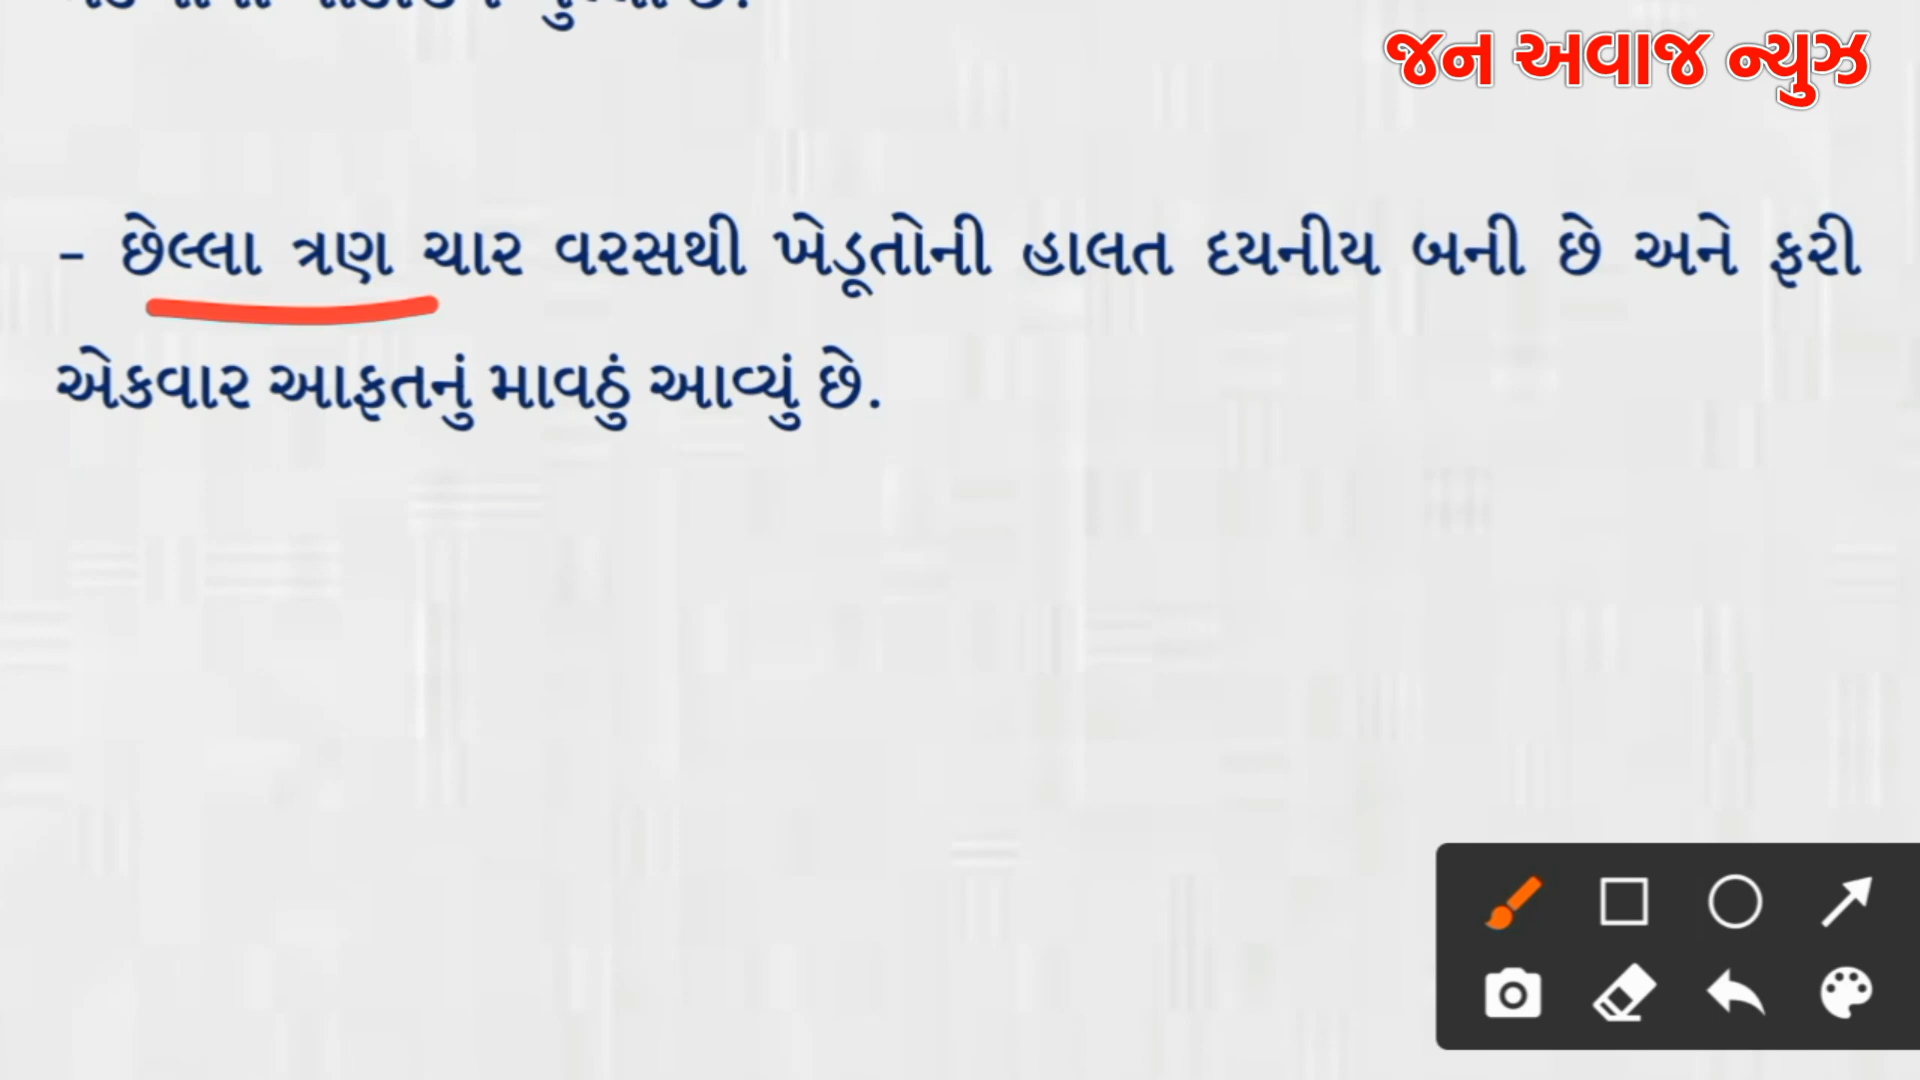 જન અવાજ ન્યુઝ
- છેલ્લા ત્રણ ચાર વરસથી ખેડૂતોની હાલત દયનીય બની છે અને ફરી
એકવાર આફતનું માવઠું આવ્યું છે.